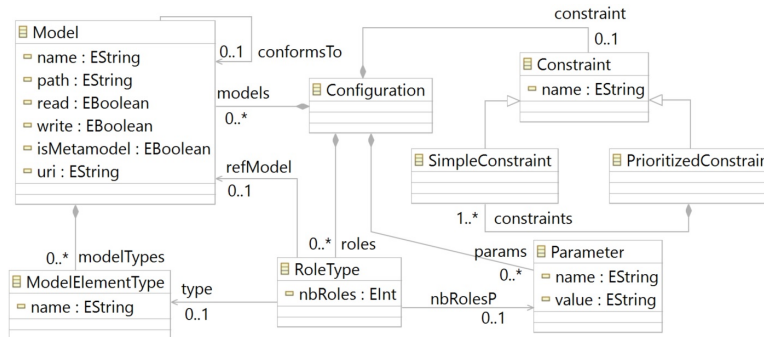 Model
name : EString
path : EString
read : EBoolean
write : EBoolean
isMetamodel : EBoolean
uri : EString
0..1
conformsTo
models
0..*
Configuration
constraint
0..1
Constraint
name : EString
SimpleConstraint
PrioritizedConstrain
1..*
constraints
refModel
0..1
0..*
roles
params
0..*
0..*
modelTypes
ModelElementType
name : EString
type
0..1
RoleType
nbRoles : EInt
nbRolesP
0..1
Parameter
name : EString
value : EString